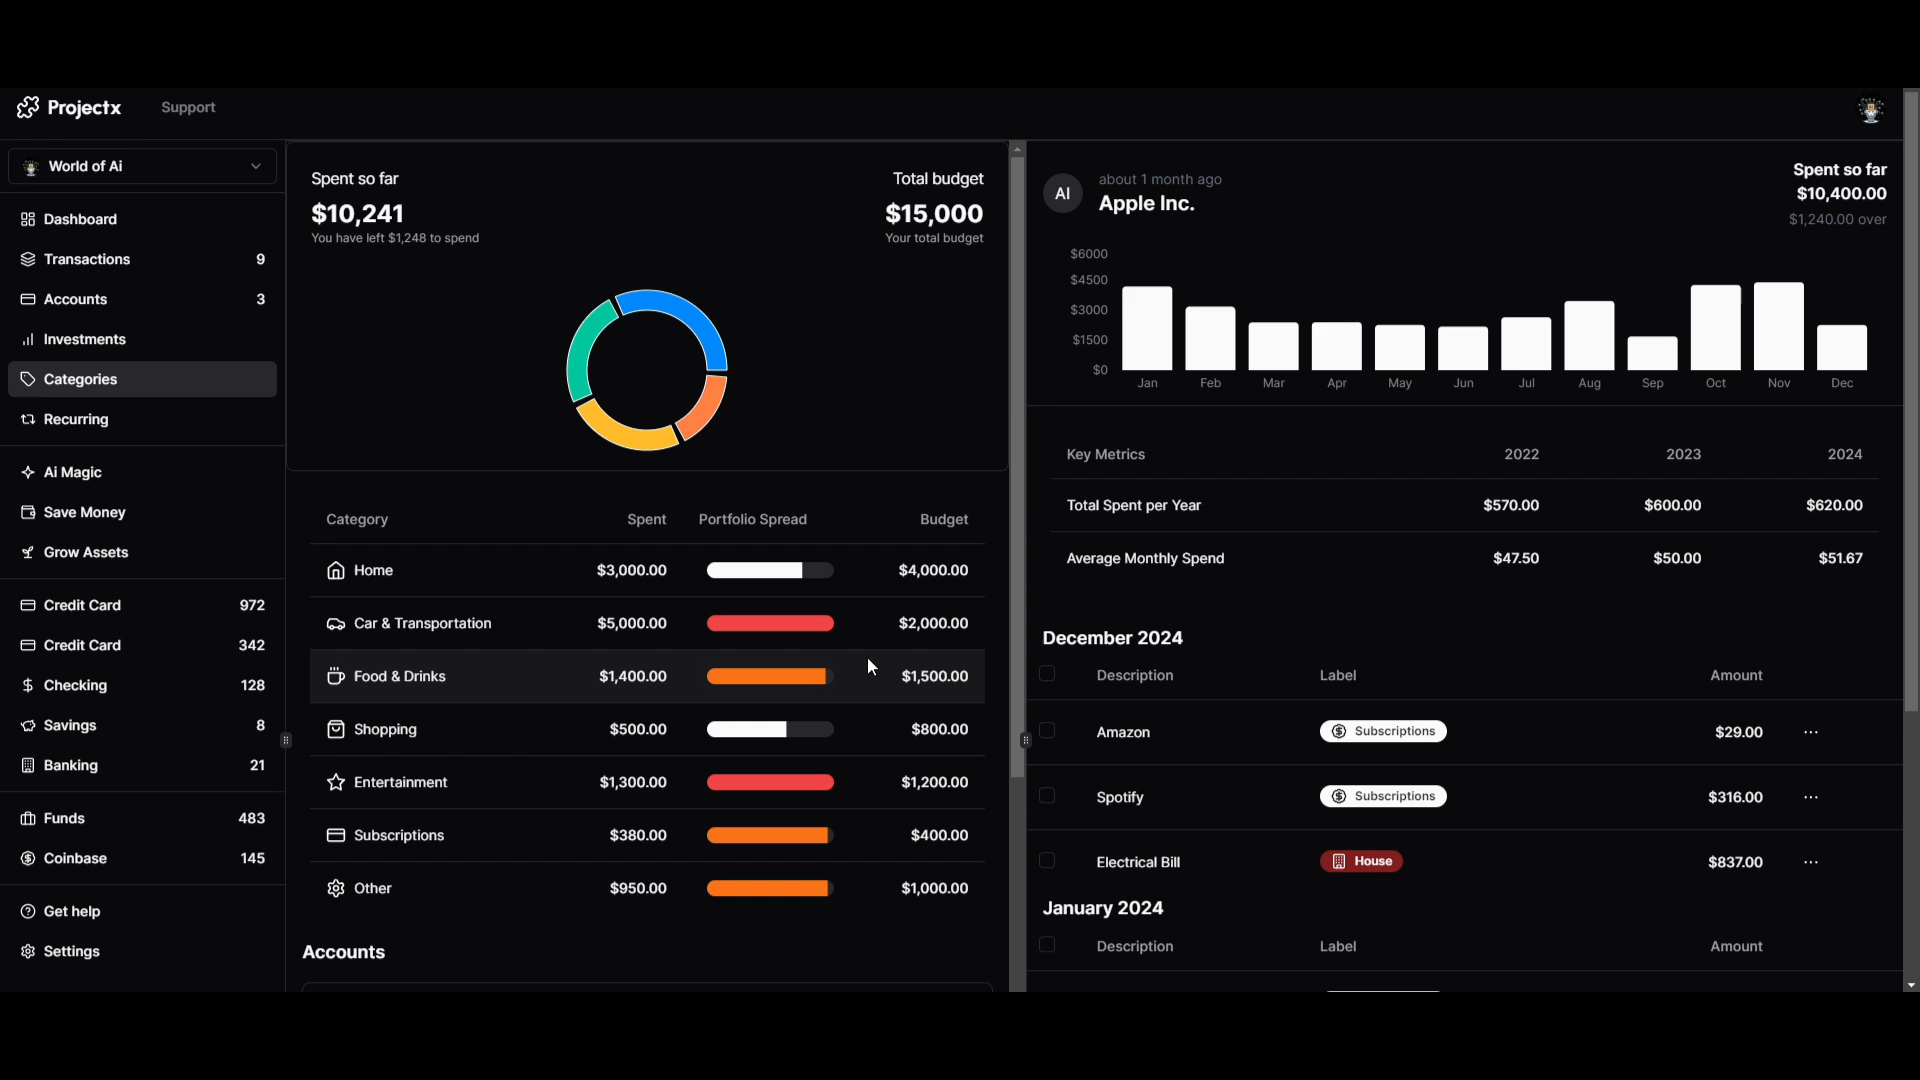 Projectx
Support
World of Ai
Dashboard
Transactions 9
Accounts 3
Investments
Categories
Recurring
Ai Magic
Save Money
Grow Assets
Credit Card 972
Credit Card 342
Checking 128
Savings 8
Banking 21
Funds 483
Coinbase 145
Get help
Settings
Spent so far Total budget
$10,241 $15,000
You have left $1,248 to spend Your total budget
Category Spent Portfolio Spread Budget
Home $3,000.00 $4,000.00
Car & Transportation $5,000.00 $2,000.00
Food & Drinks $1,400.00 $1,500.00
Shopping $500.00 $800.00
Entertainment $1,300.00 $1,200.00
Subscriptions $380.00 $400.00
Other $950.00 $1,000.00
Accounts
AI
about 1 month ago
Apple Inc.
Spent so far
$10,400.00
$1,240.00 over
$6000
$4500
$3000
$1500
$0
Jan Feb Mar Apr May Jun Jul Aug Sep Oct Nov Dec
Key Metrics 2022 2023 2024
Total Spent per Year $570.00 $600.00 $620.00
Average Monthly Spend $47.50 $50.00 $51.67
December 2024
Description Label Amount
Amazon Subscriptions $29.00 ...
Spotify Subscriptions $316.00 ...
Electrical Bill House $837.00 ...
January 2024
Description Label Amount